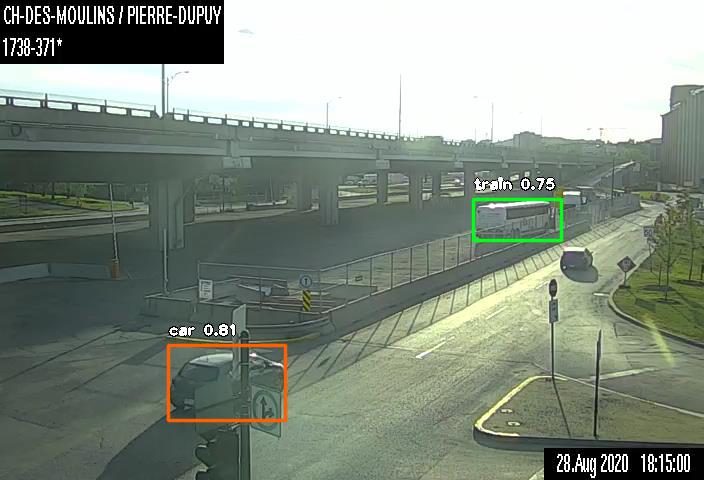 CH-DES-MOULINS / PIERRE-DUPUY
1738-371*
train 0.75
car 0.81
28.Aug 2020 18:15:00